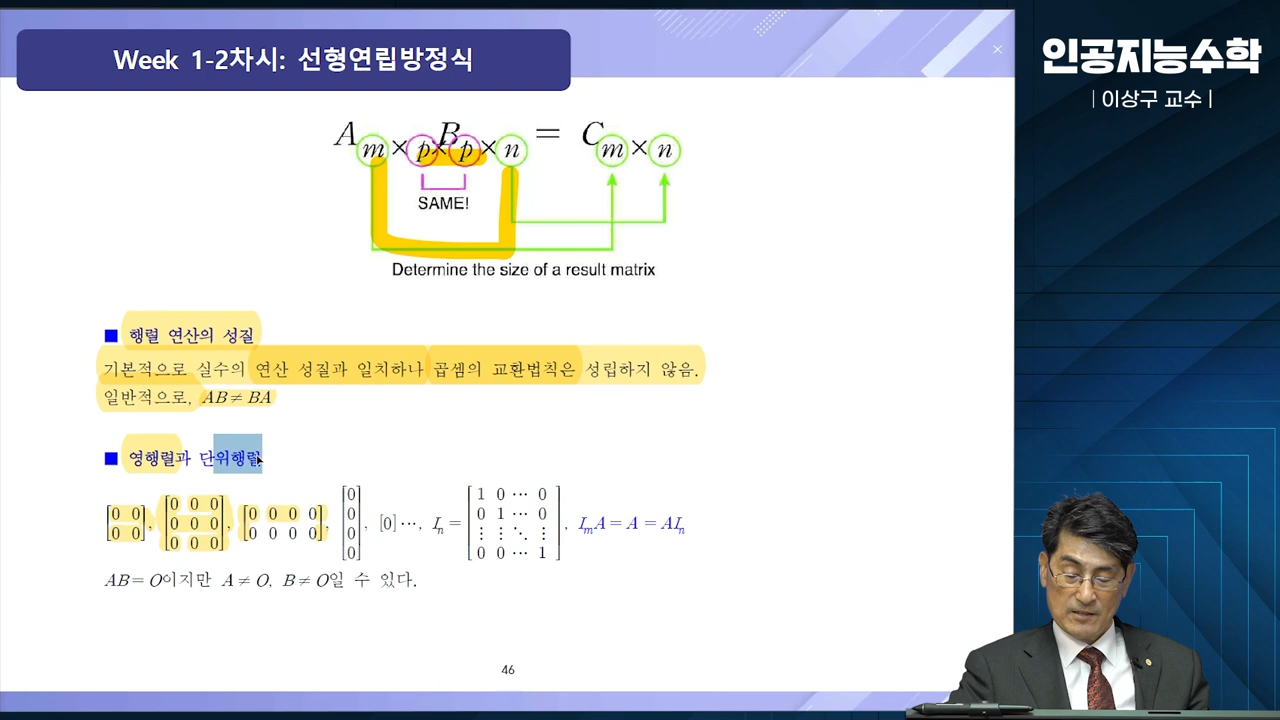 Week 1-2차시: 선형연립방정식
인공지능수학
| 이상구 교수 |
A m × p B × p × n = C m × n
SAME!
Determine the size of a result matrix
■ 행렬 연산의 성질
기본적으로 실수의 연산 성질과 일치하나 곱셈의 교환법칙은 성립하지 않음.
일반적으로, AB ≠ BA
■ 영행렬과 단위행렬
[0 0; 0 0], [0 0 0; 0 0 0; 0 0 0], [0 0 0 0; 0 0 0 0], [0; 0; 0; 0], [0] ⋯, Iₙ = [1 0 ⋯ 0; 0 1 ⋯ 0; ⋮ ⋮ ⋱ ⋮; 0 0 ⋯ 1], IₘA = A = AIₙ
AB = O이지만 A ≠ O, B ≠ O일 수 있다.
46